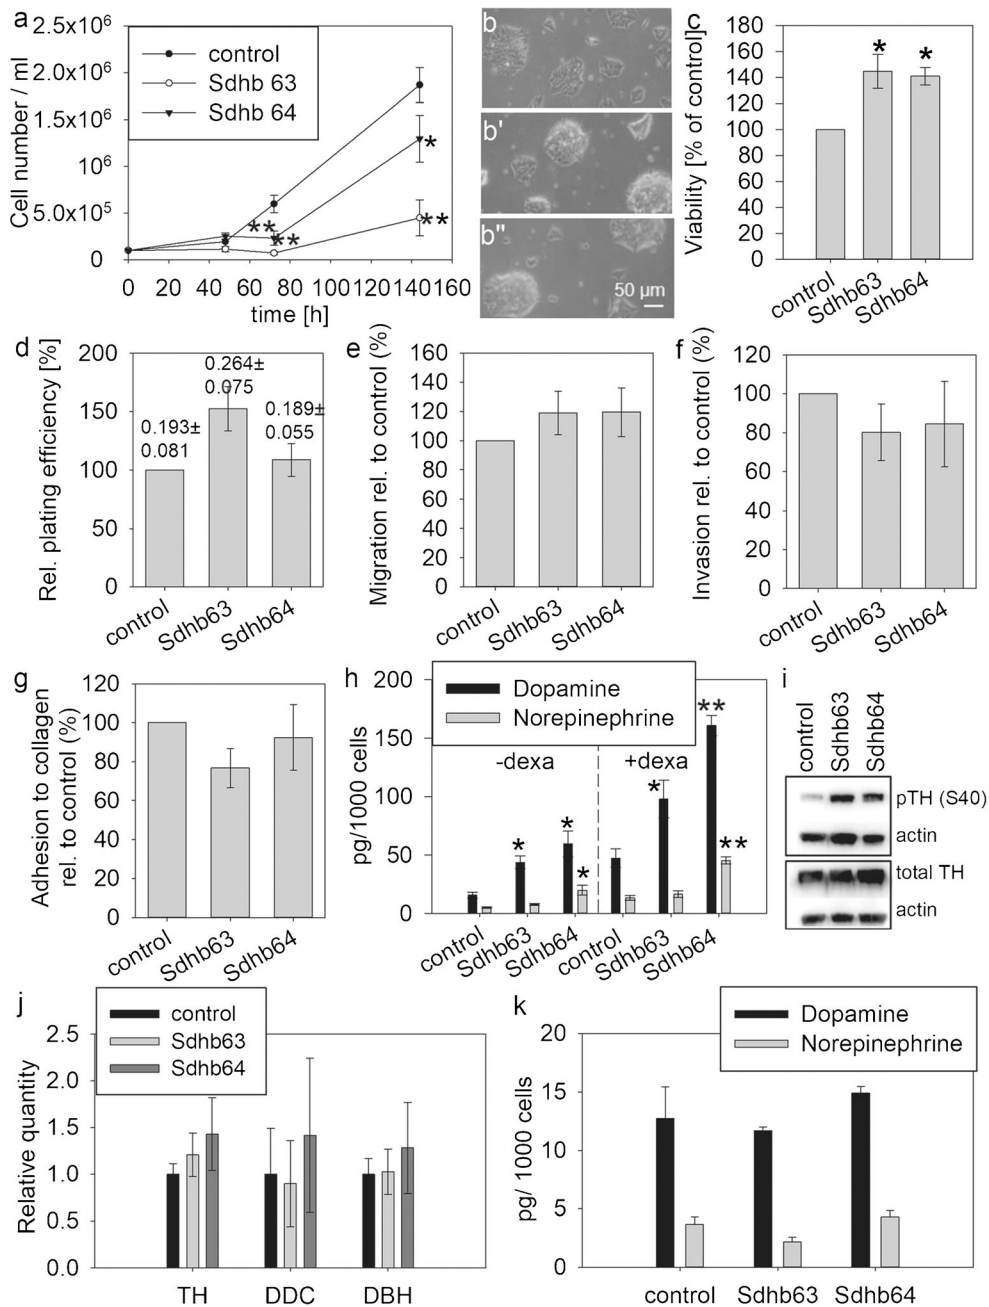 a
2.5x10⁶
2.0x10⁶
1.5x10⁶
10⁶
5.0x10⁵
0
Cell number / ml
control
Sdhb 63
Sdhb 64
*
**
**
**
0 20 40 60 80 100 120 140 160
time [h]
b
b'
b"
50 µm
c
180
160
140
120
100
80
60
40
20
0
Viability [% of control]
* *
control Sdhb63 Sdhb64
d
200
150
100
50
0
Rel. plating efficiency [%]
0.193±
0.081
0.264±
0.075
0.189±
0.055
control Sdhb63 Sdhb64
e
160
140
120
100
80
60
40
20
0
Migration rel. to control (%)
control Sdhb63 Sdhb64
f
120
100
80
60
40
20
0
Invasion rel. to control (%)
control Sdhb63 Sdhb64
g
120
100
80
60
40
20
0
Adhesion to collagen
rel. to control (%)
control Sdhb63 Sdhb64
h
200
150
100
50
0
pg/1000 cells
Dopamine
Norepinephrine
-dexa +dexa
* * * * ** **
control Sdhb63 Sdhb64 control Sdhb63 Sdhb64
i
control Sdhb63 Sdhb64
pTH (S40)
actin
total TH
actin
j
control
Sdhb63
Sdhb64
2.5
2.0
1.5
1.0
0.5
0.0
Relative quantity
TH DDC DBH
k
Dopamine
Norepinephrine
20
15
10
5
0
pg/ 1000 cells
control Sdhb63 Sdhb64